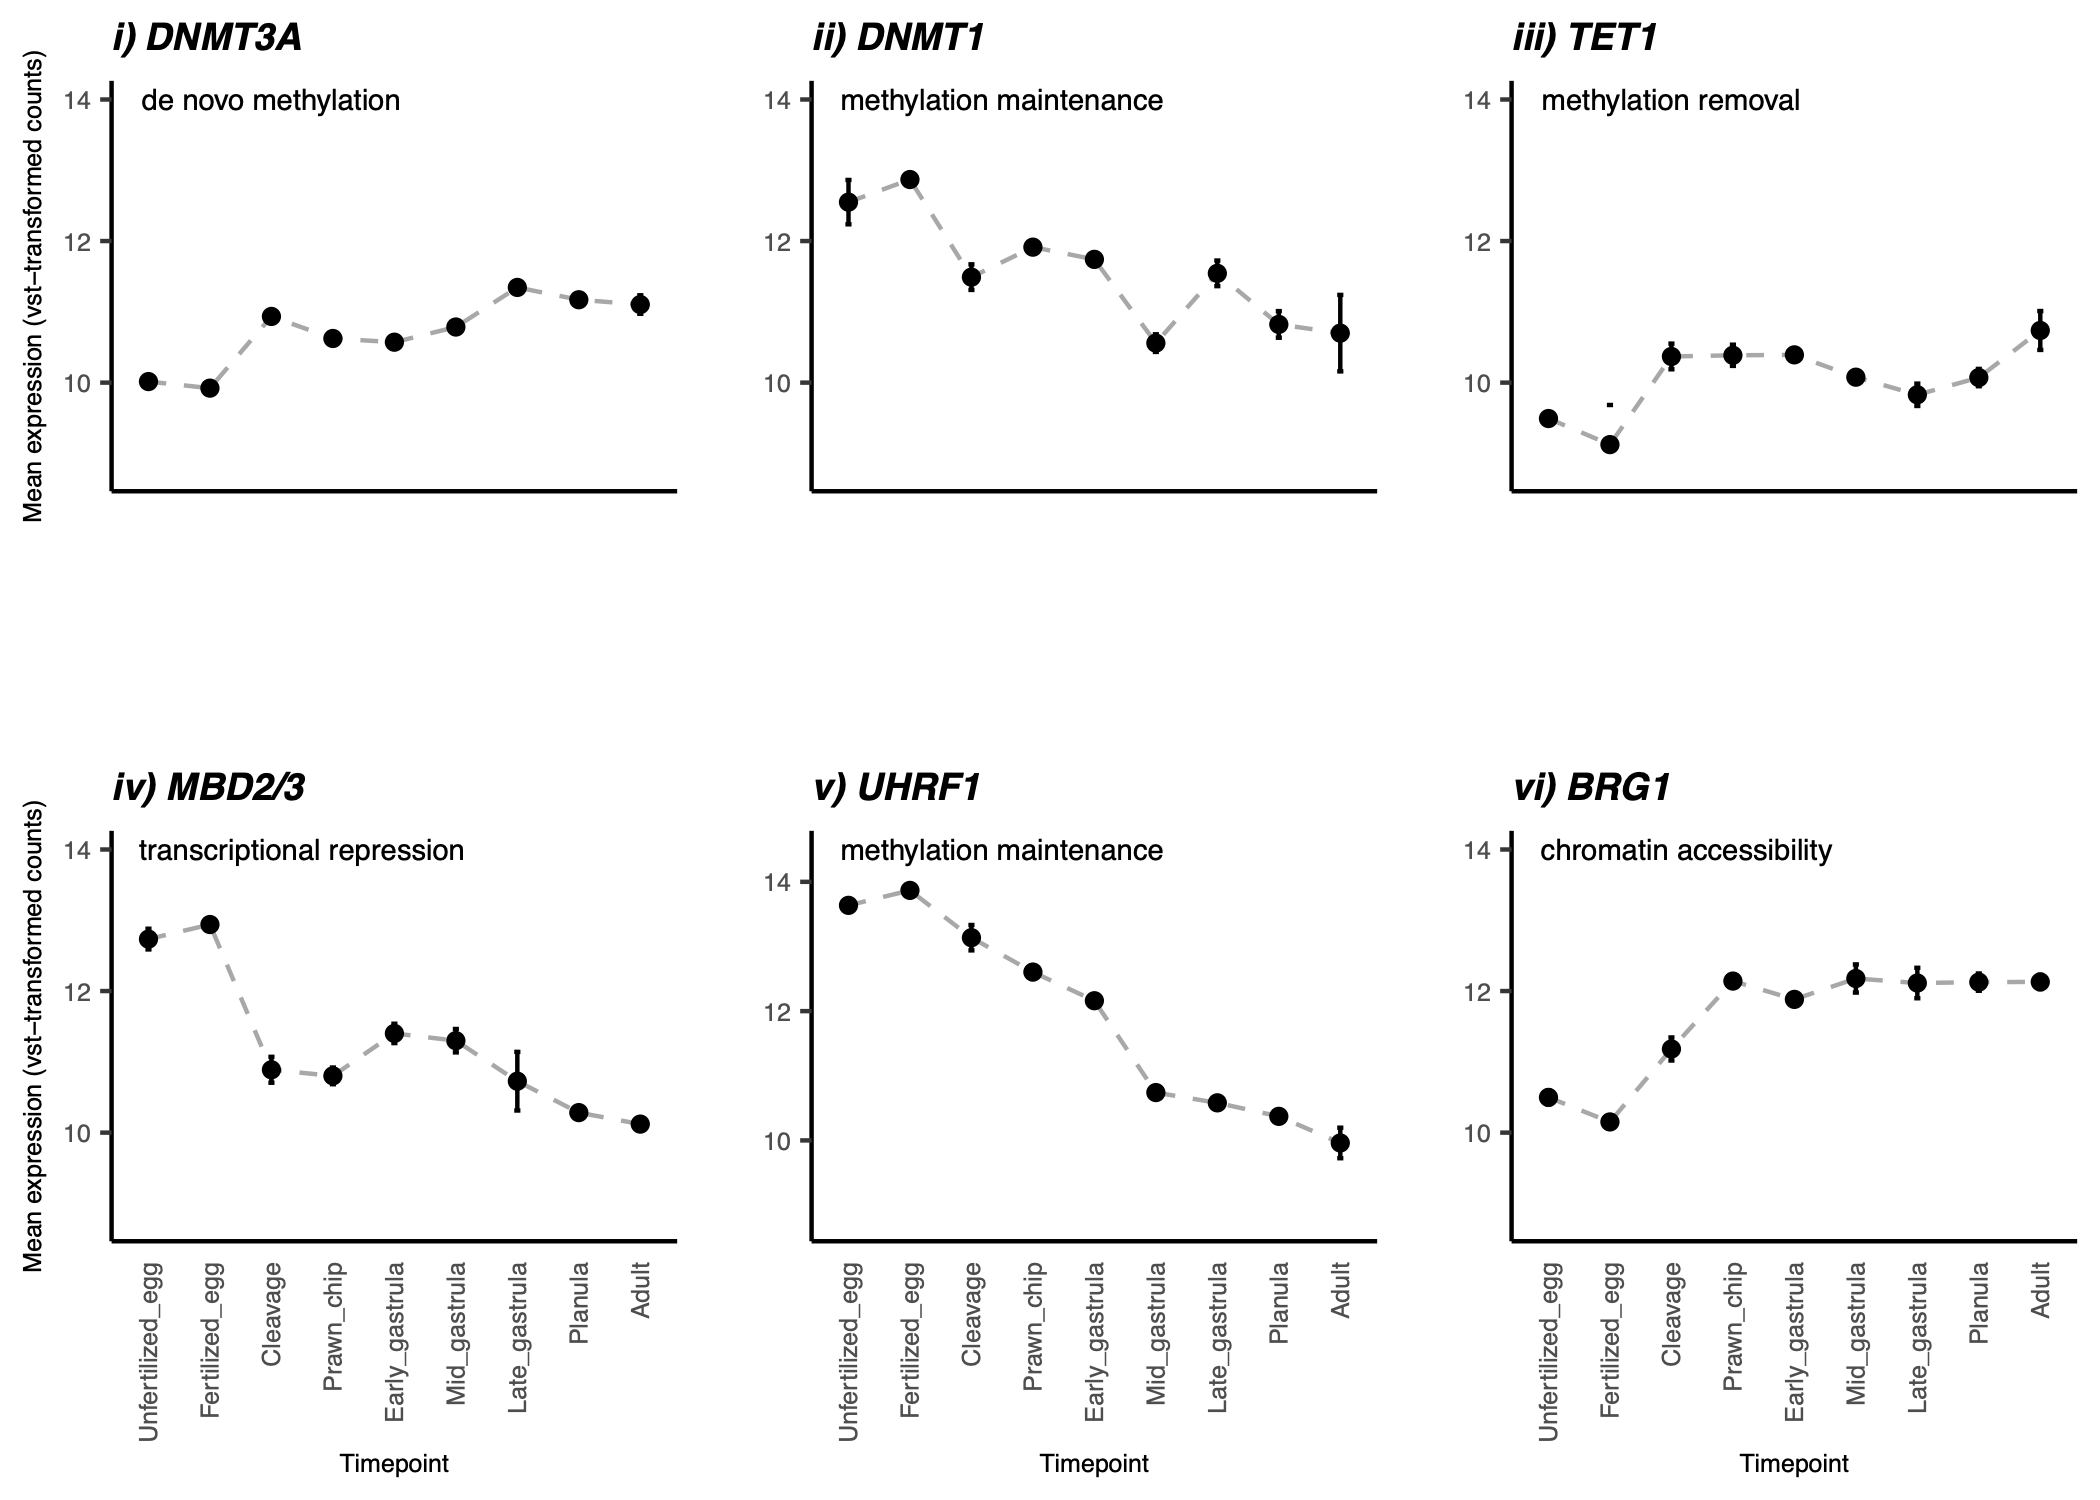 i) DNMT3A
ii) DNMT1
iii) TET1
Mean expression (vst−transformed counts)
de novo methylation
methylation maintenance
methylation removal
14
12
10
14
12
10
14
12
10
iv) MBD2/3
v) UHRF1
vi) BRG1
Mean expression (vst−transformed counts)
transcriptional repression
methylation maintenance
chromatin accessibility
14
12
10
14
12
10
14
12
10
Unfertilized_egg
Fertilized_egg
Cleavage
Prawn_chip
Early_gastrula
Mid_gastrula
Late_gastrula
Planula
Adult
Unfertilized_egg
Fertilized_egg
Cleavage
Prawn_chip
Early_gastrula
Mid_gastrula
Late_gastrula
Planula
Adult
Unfertilized_egg
Fertilized_egg
Cleavage
Prawn_chip
Early_gastrula
Mid_gastrula
Late_gastrula
Planula
Adult
Timepoint
Timepoint
Timepoint